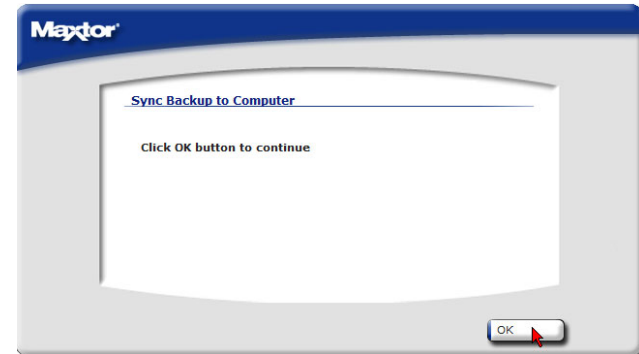 Maxtor
Sync Backup to Computer
Click OK button to continue
OK